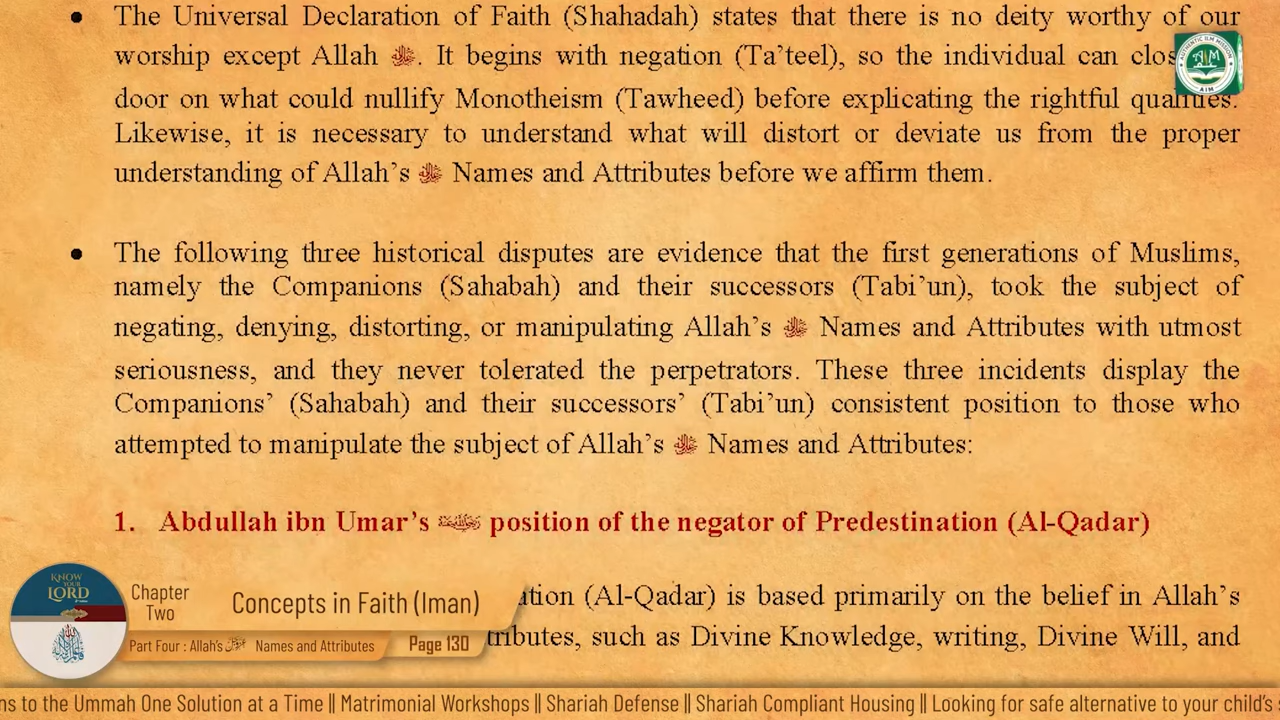 • The Universal Declaration of Faith (Shahadah) states that there is no deity worthy of our
worship except Allah ﷻ. It begins with negation (Ta’teel), so the individual can clos
door on what could nullify Monotheism (Tawheed) before explicating the rightful qualities.
Likewise, it is necessary to understand what will distort or deviate us from the proper
understanding of Allah’s ﷻ Names and Attributes before we affirm them.
• The following three historical disputes are evidence that the first generations of Muslims,
namely the Companions (Sahabah) and their successors (Tabi’un), took the subject of
negating, denying, distorting, or manipulating Allah’s ﷻ Names and Attributes with utmost
seriousness, and they never tolerated the perpetrators. These three incidents display the
Companions’ (Sahabah) and their successors’ (Tabi’un) consistent position to those who
attempted to manipulate the subject of Allah’s ﷻ Names and Attributes:
1. Abdullah ibn Umar’s position of the negator of Predestination (Al-Qadar)
ation (Al-Qadar) is based primarily on the belief in Allah’s
tributes, such as Divine Knowledge, writing, Divine Will, and
KNOW
YOUR
LORD
Chapter
Two
Concepts in Faith (Iman)
Part Four : Allah’s ﷻ Names and Attributes
Page 130
AUTHENTIC ILM MISSION
AIM
AIM
ns to the Ummah One Solution at a Time || Matrimonial Workshops || Shariah Defense || Shariah Compliant Housing || Looking for safe alternative to your child’s